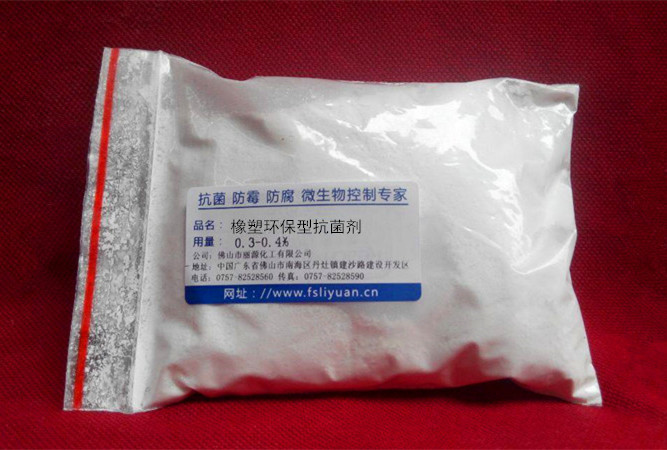 抗菌 防霉 防腐 微生物控制专家
品名: 橡塑环保型抗菌剂
用量: 0.3-0.4%
公司: 佛山市丽源化工有限公司
地址: 中国广东省佛山市南海区丹灶镇建沙路建设开发区
电话: 0757-82528560 传真: 0757-82528590
网址: //www.fsliyuan.cn